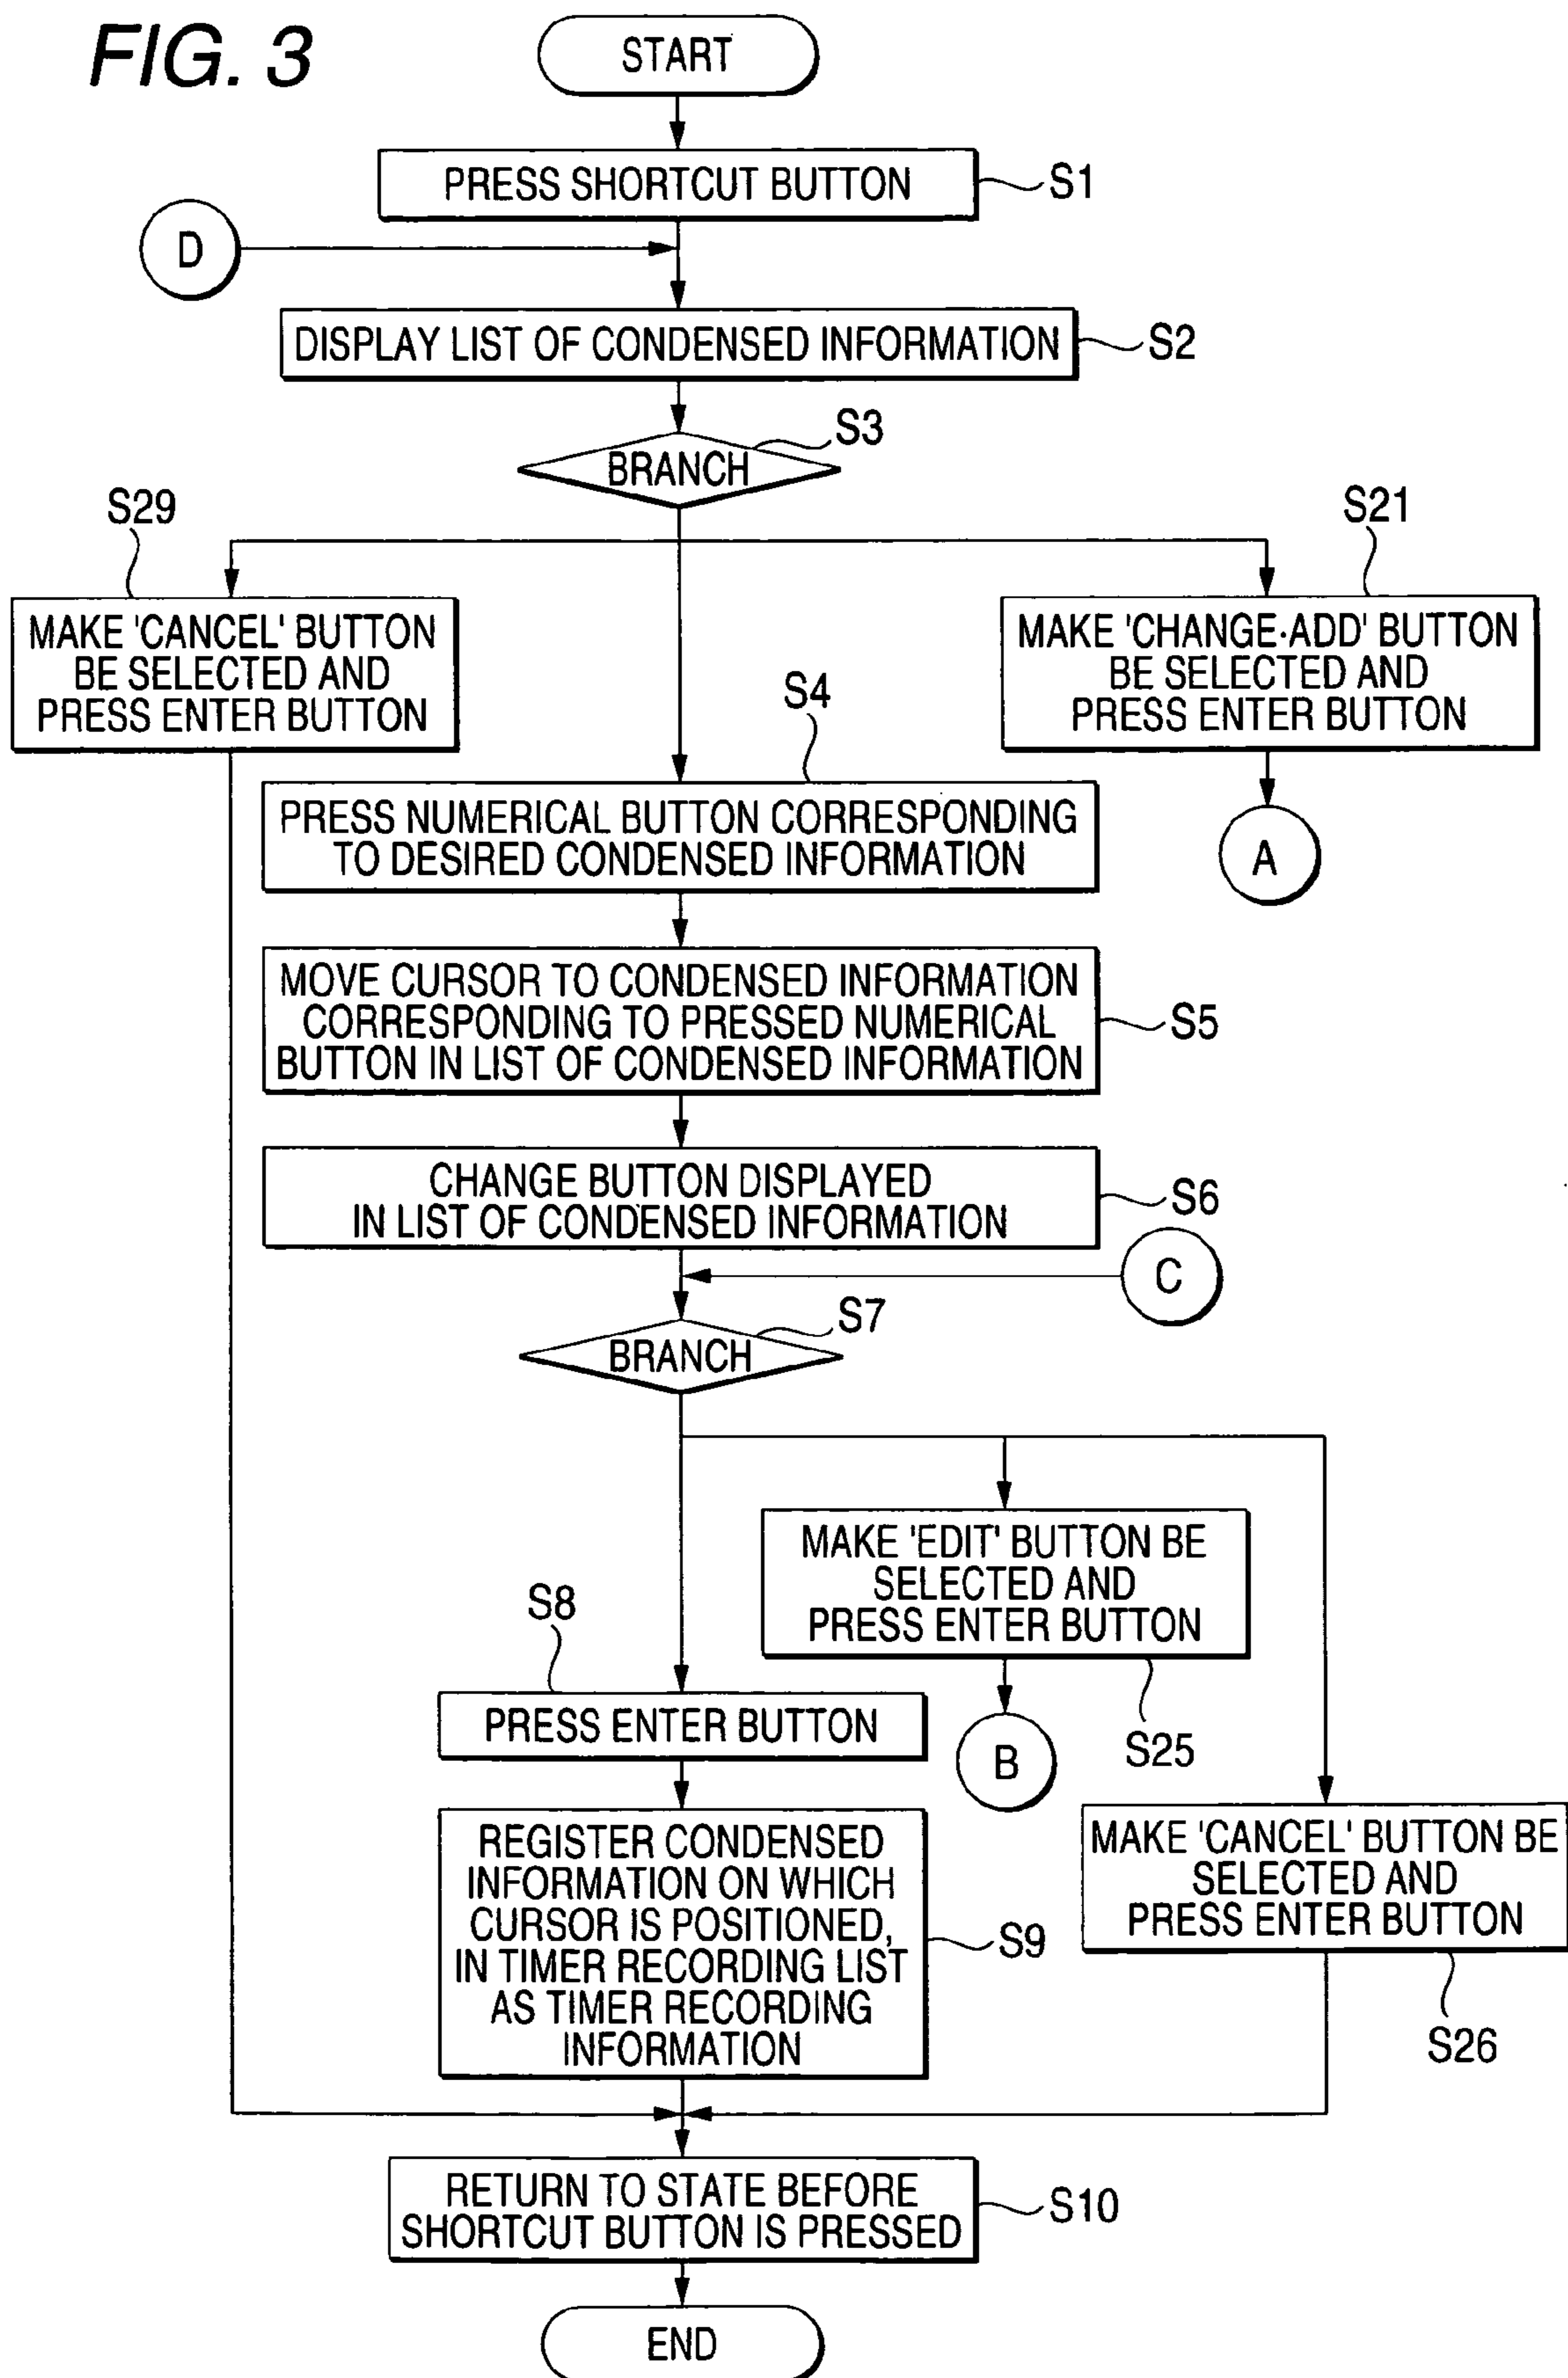 FIG. 3
START
PRESS SHORTCUT BUTTON
S1
D
DISPLAY LIST OF CONDENSED INFORMATION
S2
S3
BRANCH
S29
S21
MAKE 'CANCEL' BUTTON
BE SELECTED AND
PRESS ENTER BUTTON
MAKE 'CHANGE·ADD' BUTTON
BE SELECTED AND
PRESS ENTER BUTTON
S4
A
PRESS NUMERICAL BUTTON CORRESPONDING
TO DESIRED CONDENSED INFORMATION
MOVE CURSOR TO CONDENSED INFORMATION
CORRESPONDING TO PRESSED NUMERICAL
BUTTON IN LIST OF CONDENSED INFORMATION
S5
CHANGE BUTTON DISPLAYED
IN LIST OF CONDENSED INFORMATION
S6
C
S7
BRANCH
MAKE 'EDIT' BUTTON BE
SELECTED AND
PRESS ENTER BUTTON
S25
B
S8
PRESS ENTER BUTTON
MAKE 'CANCEL' BUTTON BE
SELECTED AND
PRESS ENTER BUTTON
S26
REGISTER CONDENSED
INFORMATION ON WHICH
CURSOR IS POSITIONED,
IN TIMER RECORDING LIST
AS TIMER RECORDING
INFORMATION
S9
RETURN TO STATE BEFORE
SHORTCUT BUTTON IS PRESSED
S10
END